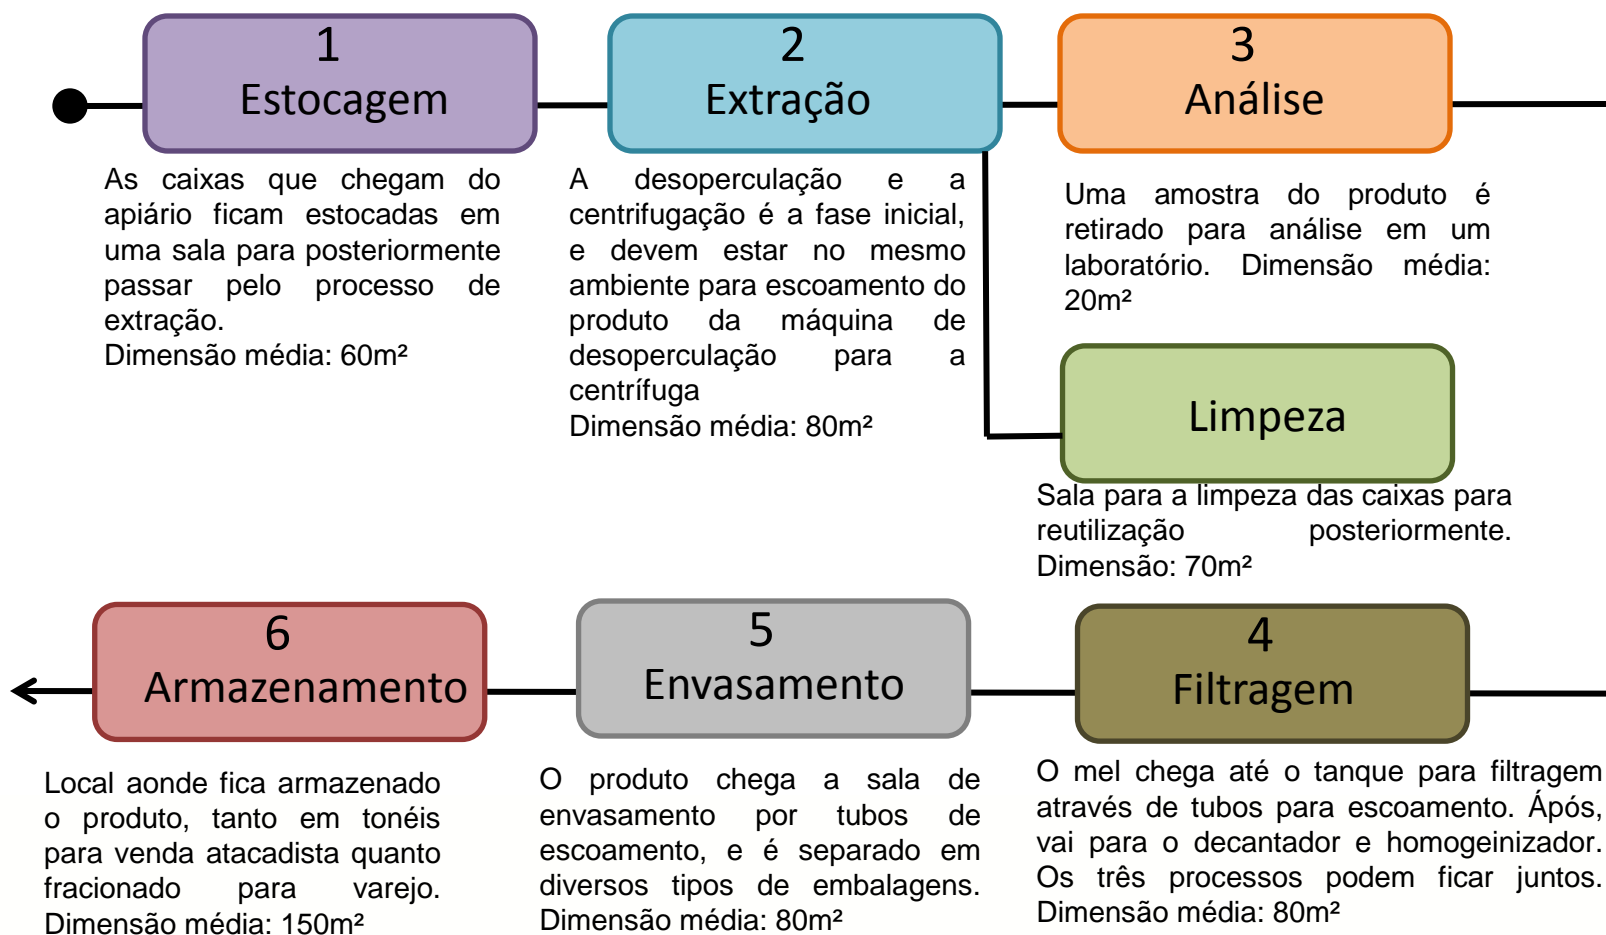 1
Estocagem
As caixas que chegam do
apiário ficam estocadas em
uma sala para posteriormente
passar pelo processo de
extração.
Dimensão média: 60m²
2
Extração
A desoperculação e a
centrifugação é a fase inicial,
e devem estar no mesmo
ambiente para escoamento do
produto da máquina de
desoperculação para a
centrífuga
Dimensão média: 80m²
3
Análise
Uma amostra do produto é
retirado para análise em um
laboratório. Dimensão média:
20m²
Limpeza
Sala para a limpeza das caixas para
reutilização posteriormente.
Dimensão: 70m²
4
Filtragem
O mel chega até o tanque para filtragem
através de tubos para escoamento. Ápós,
vai para o decantador e homogeinizador.
Os três processos podem ficar juntos.
Dimensão média: 80m²
5
Envasamento
O produto chega a sala de
envasamento por tubos de
escoamento, e é separado em
diversos tipos de embalagens.
Dimensão média: 80m²
6
Armazenamento
Local aonde fica armazenado
o produto, tanto em tonéis
para venda atacadista quanto
fracionado para varejo.
Dimensão média: 150m²